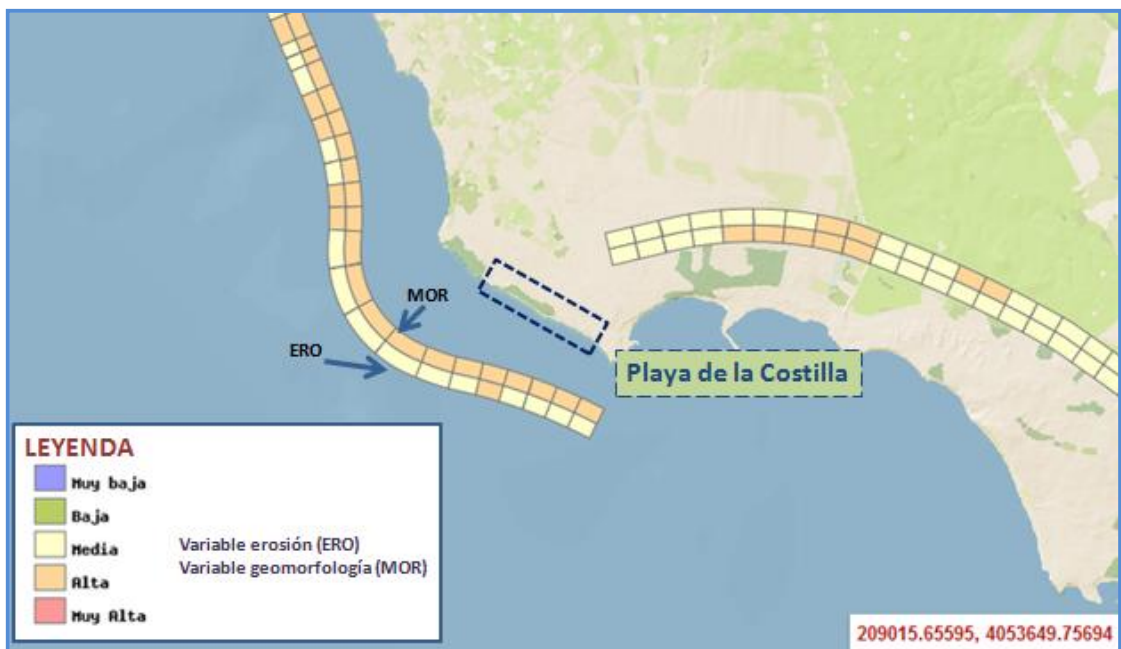 MOR
ERO
Playa de la Costilla
LEYENDA
Muy baja
Baja
Media
Alta
Muy Alta
Variable erosión (ERO)
Variable geomorfología (MOR)
209015.65595, 4053649.75694